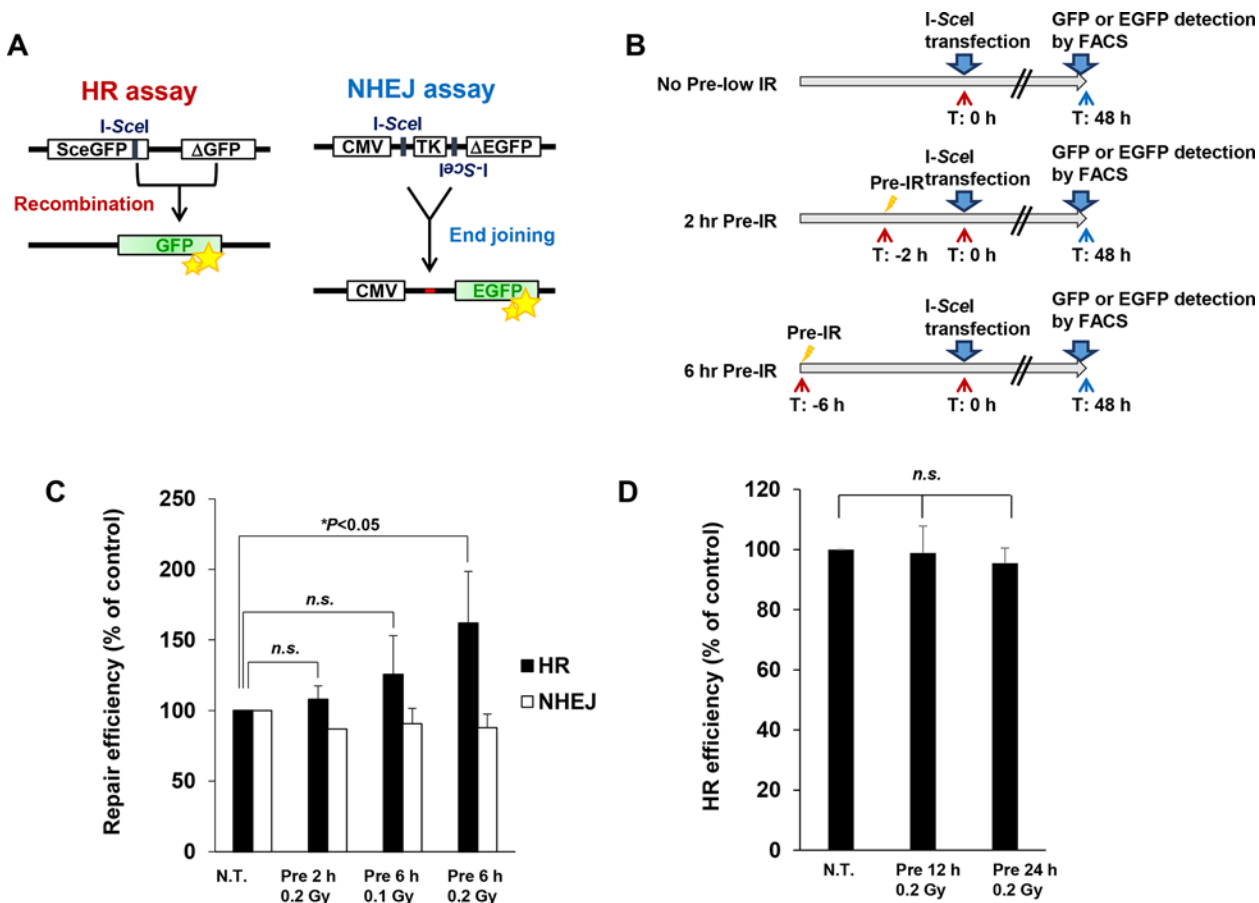 A
HR assay
I-SceI
SceGFP
ΔGFP
Recombination
GFP
NHEJ assay
I-SceI
CMV
TK
ΔEGFP
I-SceI
End joining
CMV
EGFP
B
No Pre-low IR
I-SceI
transfection
GFP or EGFP detection
by FACS
T: 0 h
T: 48 h
2 hr Pre-IR
Pre-IR
I-SceI
transfection
GFP or EGFP detection
by FACS
T: -2 h
T: 0 h
T: 48 h
6 hr Pre-IR
Pre-IR
I-SceI
transfection
GFP or EGFP detection
by FACS
T: -6 h
T: 0 h
T: 48 h
C
Repair efficiency (% of control)
250
200
150
100
50
0
*P<0.05
n.s.
n.s.
HR
NHEJ
N.T.
Pre 2 h
0.2 Gy
Pre 6 h
0.1 Gy
Pre 6 h
0.2 Gy
D
HR efficiency (% of control)
120
100
80
60
40
20
0
n.s.
N.T.
Pre 12 h
0.2 Gy
Pre 24 h
0.2 Gy